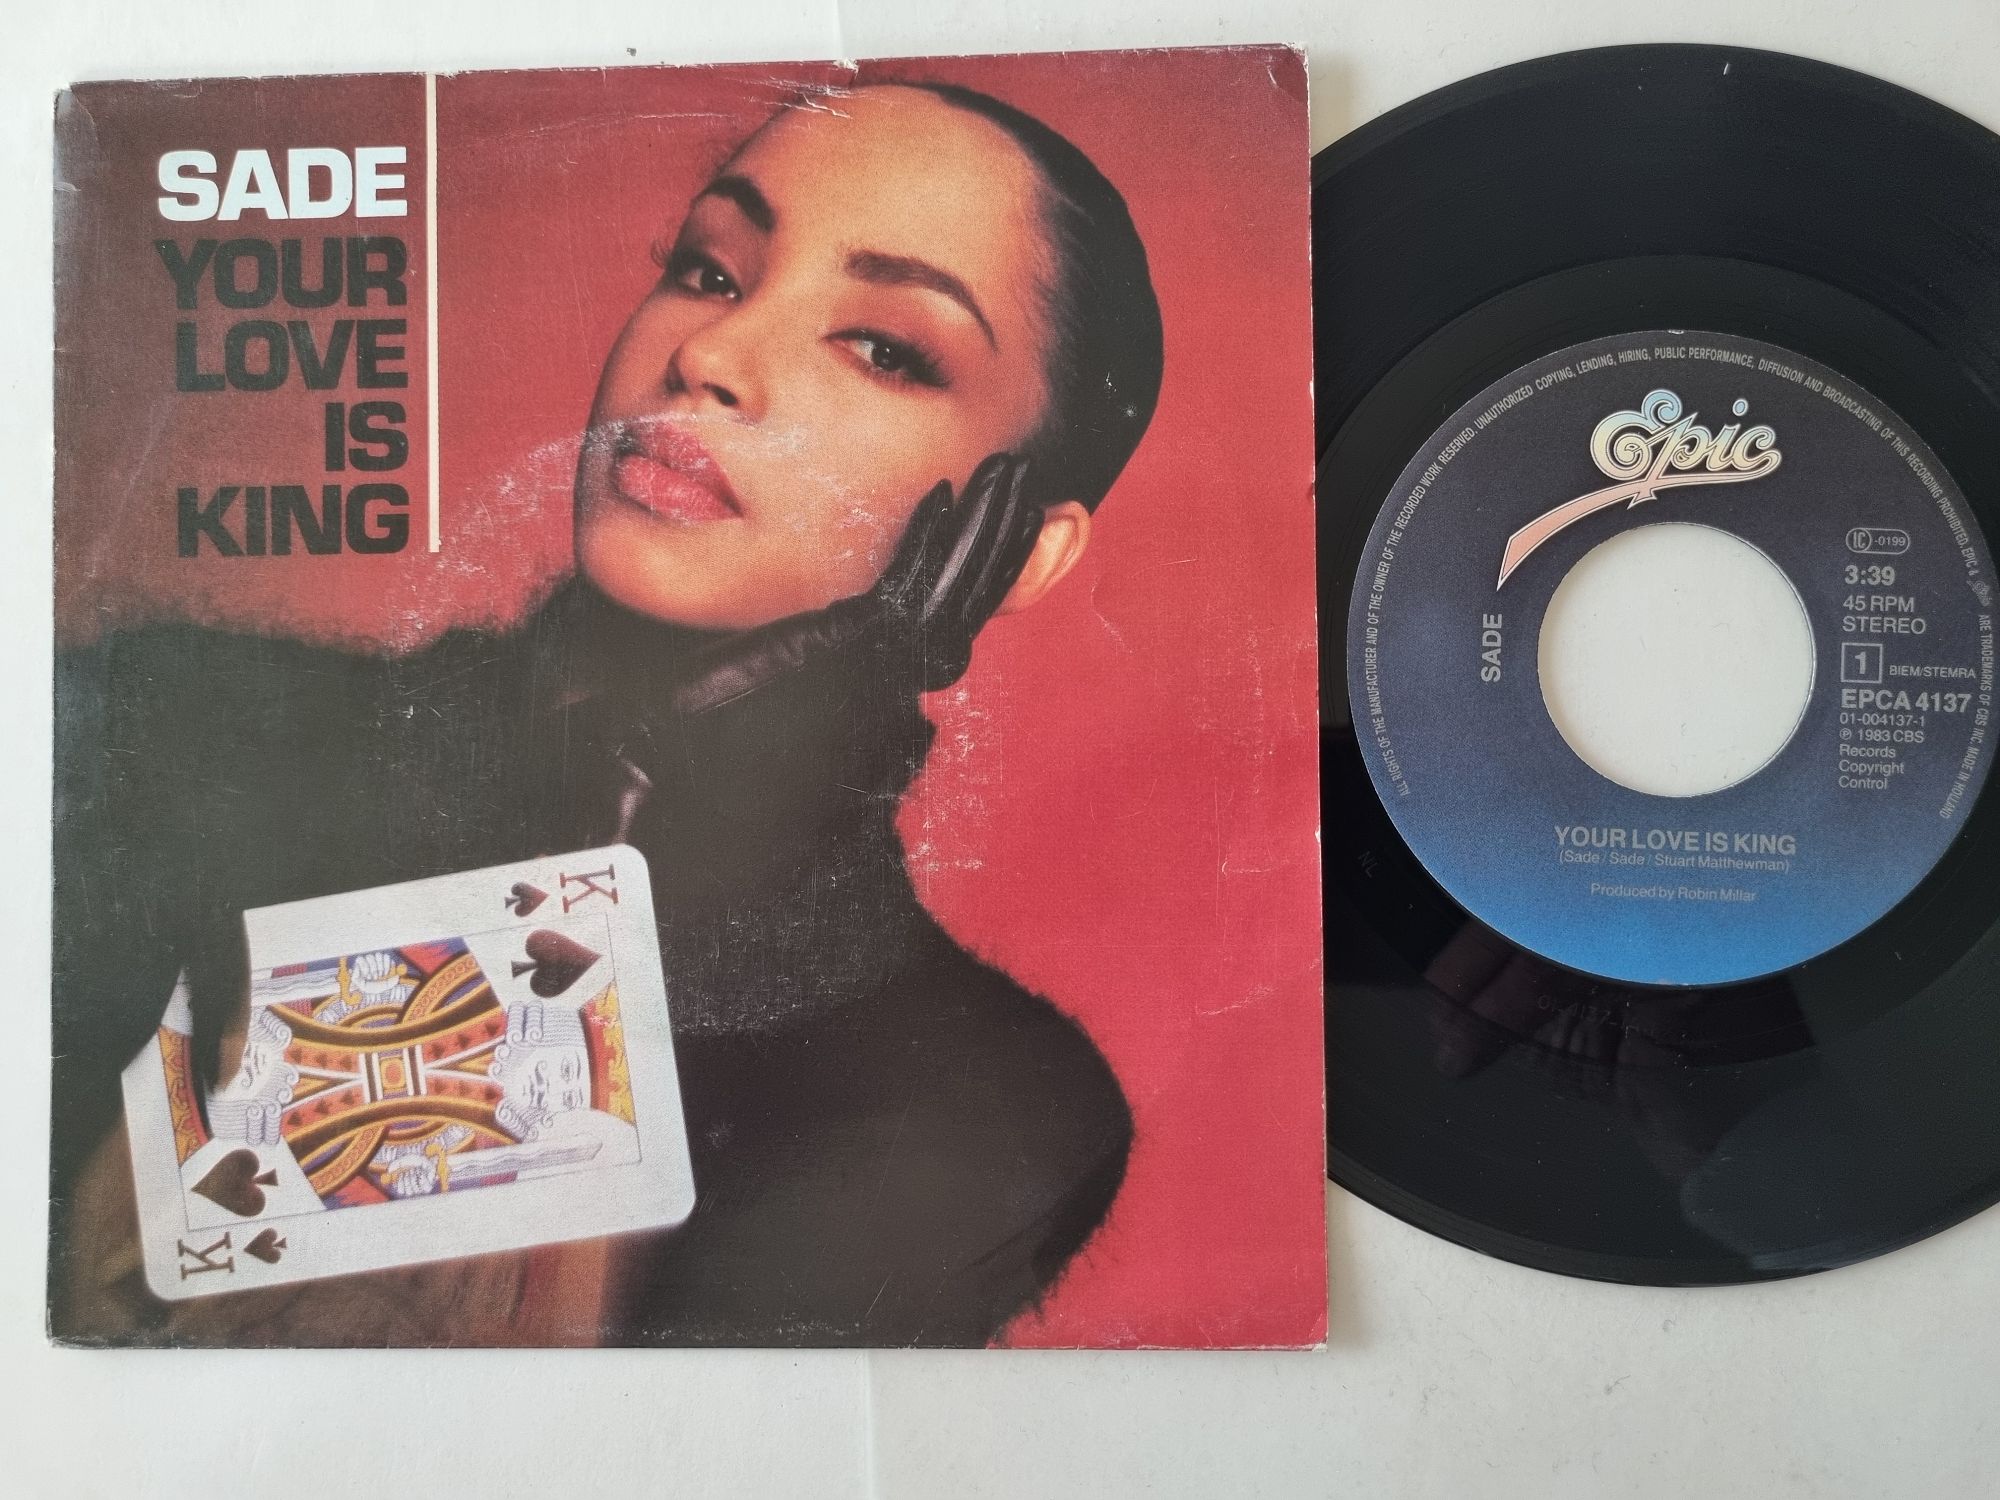 SADE
YOUR
LOVE
IS
KING
K
K
ALL RIGHTS OF THE MANUFACTURER AND OF THE OWNER OF THE RECORDED WORK RESERVED. UNAUTHORIZED COPYING, LENDING, HIRING, PUBLIC PERFORMANCE, DIFFUSION AND BROADCASTING OF THIS RECORDING PROHIBITED. EPIC & Epic ARE TRADEMARKS OF CBS INC. MADE IN HOLLAND
Epic
IC -0199
3:39
45 RPM
STEREO
1 BIEM/STEMRA
EPCA 4137
01-004137-1
℗ 1983 CBS
Records
Copyright
Control
SADE
YOUR LOVE IS KING
(Sade / Sade / Stuart Matthewman)
Produced by Robin Millar
NL